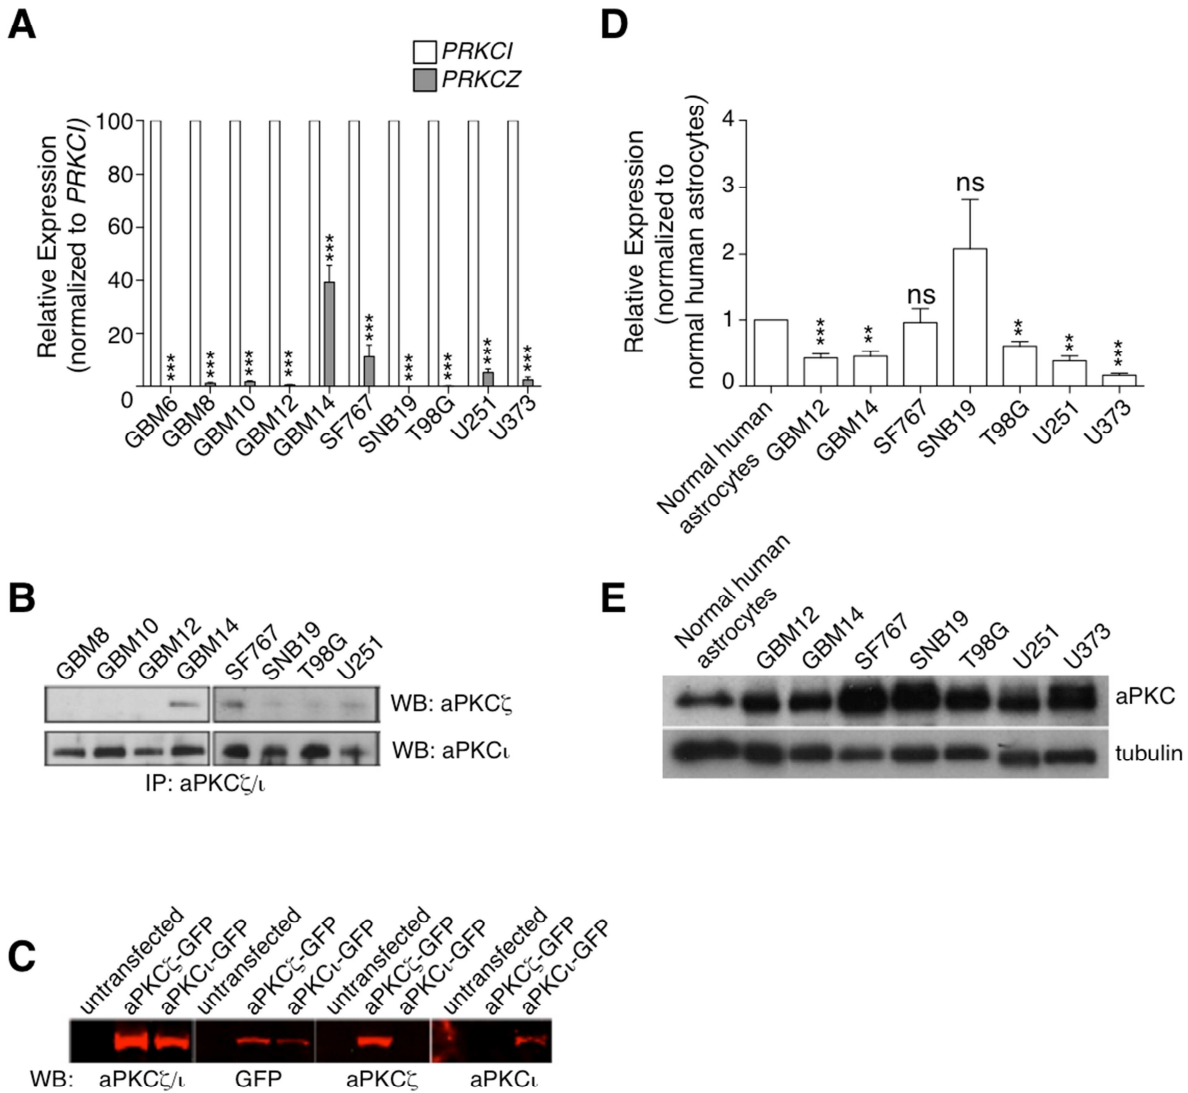 A
PRKCI
PRKCZ
Relative Expression
(normalized to PRKCI)
100
80
60
40
20
0
***
***
***
***
***
***
***
***
***
***
GBM6
GBM8
GBM10
GBM12
GBM14
SF767
SNB19
T98G
U251
U373
D
Relative Expression
(normalized to
normal human astrocytes)
4
3
2
1
0
***
**
ns
ns
**
**
***
Normal human
astrocytes
GBM12
GBM14
SF767
SNB19
T98G
U251
U373
B
GBM8
GBM10
GBM12
GBM14
SF767
SNB19
T98G
U251
WB: aPKCζ
WB: aPKCι
IP: aPKCζ/ι
E
Normal human
astrocytes
GBM12
GBM14
SF767
SNB19
T98G
U251
U373
aPKC
tubulin
C
untransfected
aPKCζ-GFP
aPKCι-GFP
untransfected
aPKCζ-GFP
aPKCι-GFP
untransfected
aPKCζ-GFP
aPKCι-GFP
untransfected
aPKCζ-GFP
aPKCι-GFP
WB: aPKCζ/ι GFP aPKCζ aPKCι